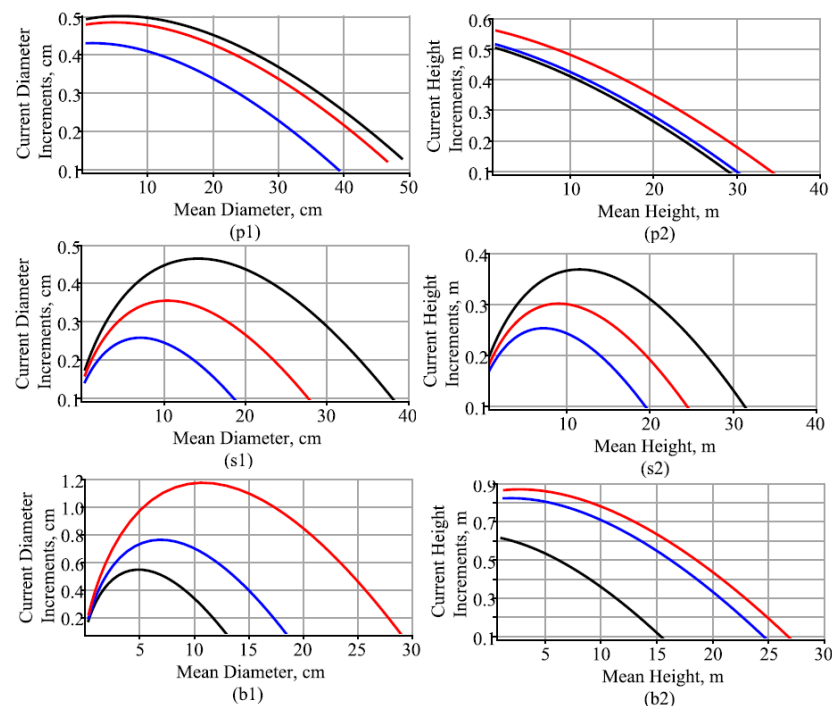 0.5
0.4
0.3
0.2
0.1
10
20
30
40
50
Current Diameter
Increments, cm
Mean Diameter, cm
(p1)
0.6
0.5
0.4
0.3
0.2
0.1
10
20
30
40
Current Height
Increments, m
Mean Height, m
(p2)
0.5
0.4
0.3
0.2
0.1
10
20
30
40
Current Diameter
Increments, cm
Mean Diameter, cm
(s1)
0.4
0.3
0.2
0.1
10
20
30
40
Current Height
Increments, m
Mean Height, m
(s2)
1.2
1.0
0.8
0.6
0.4
0.2
5
10
15
20
25
30
Current Diameter
Increments, cm
Mean Diameter, cm
(b1)
0.9
0.7
0.5
0.3
0.1
5
10
15
20
25
30
Current Height
Increments, m
Mean Height, m
(b2)